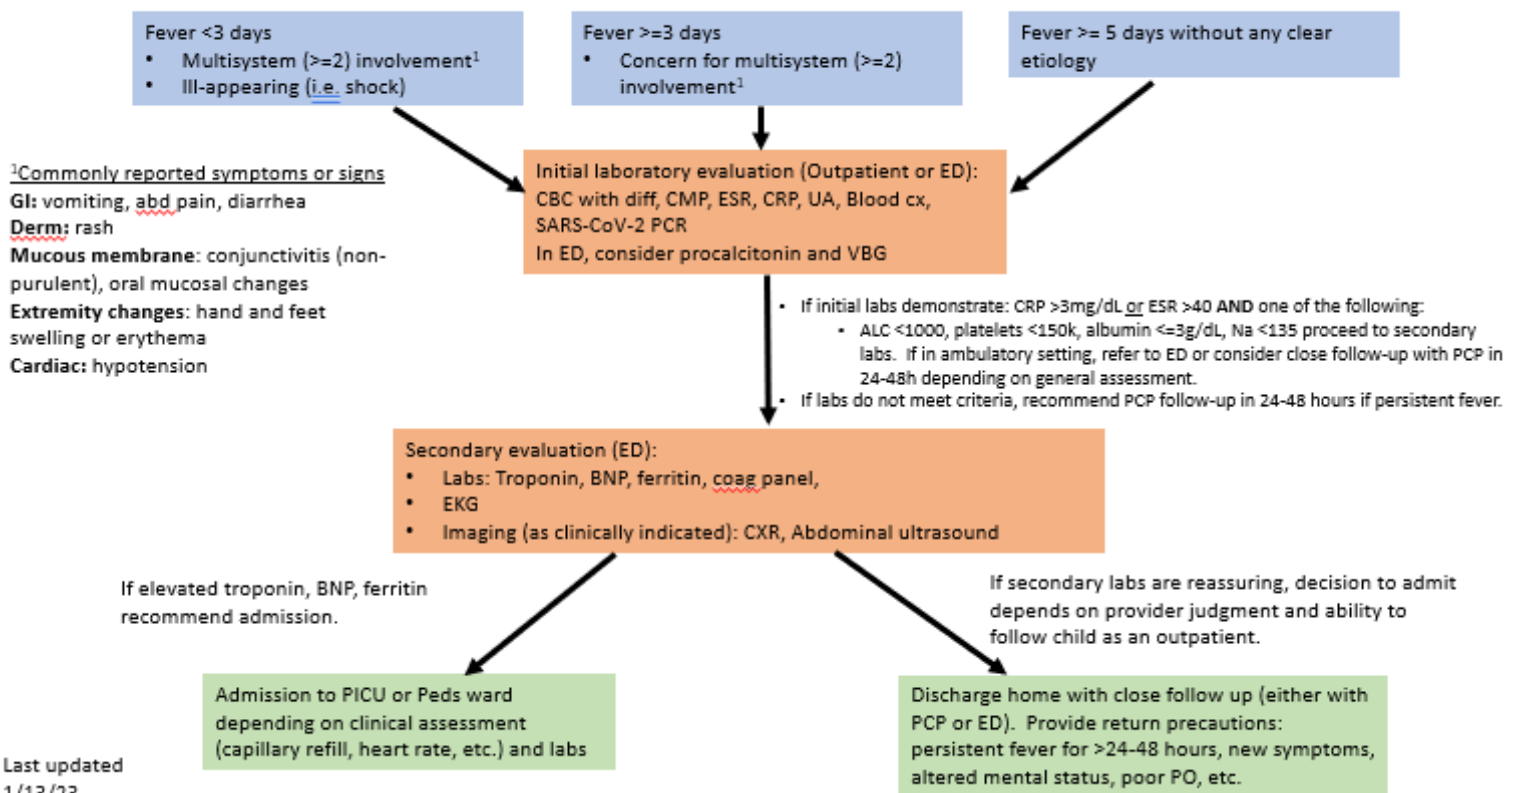 Fever <3 days
• Multisystem (>=2) involvement¹
• Ill-appearing (i.e. shock)
Fever >=3 days
• Concern for multisystem (>=2)
involvement¹
Fever >= 5 days without any clear
etiology
¹Commonly reported symptoms or signs
GI: vomiting, abd pain, diarrhea
Derm: rash
Mucous membrane: conjunctivitis (non-
purulent), oral mucosal changes
Extremity changes: hand and feet
swelling or erythema
Cardiac: hypotension
Initial laboratory evaluation (Outpatient or ED):
CBC with diff, CMP, ESR, CRP, UA, Blood cx,
SARS-CoV-2 PCR
In ED, consider procalcitonin and VBG
• If initial labs demonstrate: CRP >3mg/dL or ESR >40 AND one of the following:
• ALC <1000, platelets <150k, albumin <=3g/dL, Na <135 proceed to secondary
labs. If in ambulatory setting, refer to ED or consider close follow-up with PCP in
24-48h depending on general assessment.
• If labs do not meet criteria, recommend PCP follow-up in 24-48 hours if persistent fever.
Secondary evaluation (ED):
• Labs: Troponin, BNP, ferritin, coag panel,
• EKG
• Imaging (as clinically indicated): CXR, Abdominal ultrasound
If elevated troponin, BNP, ferritin
recommend admission.
If secondary labs are reassuring, decision to admit
depends on provider judgment and ability to
follow child as an outpatient.
Admission to PICU or Peds ward
depending on clinical assessment
(capillary refill, heart rate, etc.) and labs
Discharge home with close follow up (either with
PCP or ED). Provide return precautions:
persistent fever for >24-48 hours, new symptoms,
altered mental status, poor PO, etc.
Last updated
1/13/23